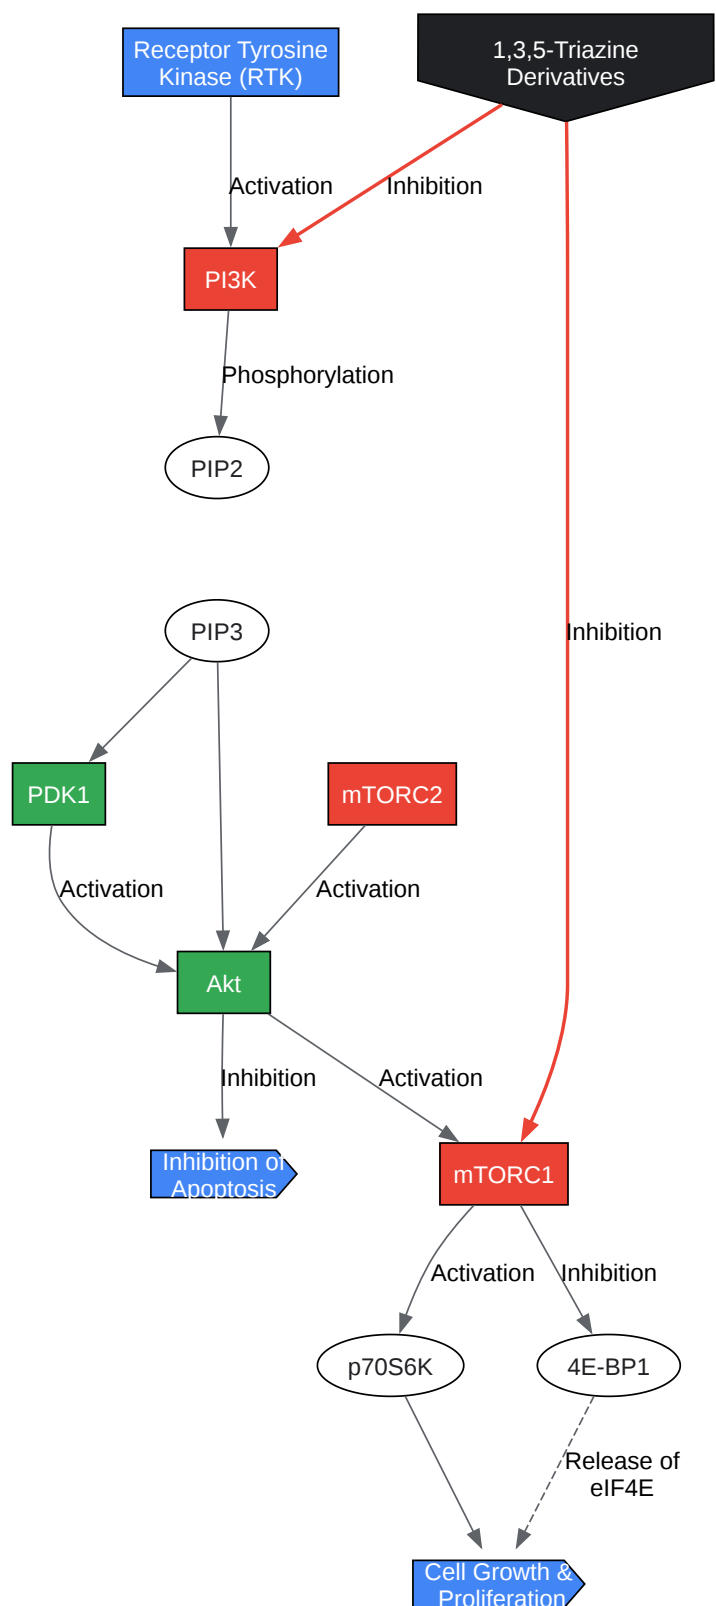 Receptor Tyrosine
Kinase (RTK)
1,3,5-Triazine
Derivatives
Activation
Inhibition
PI3K
Phosphorylation
PIP2
PIP3
Inhibition
PDK1
mTORC2
Activation
Activation
Akt
Inhibition
Activation
Inhibition of
Apoptosis
mTORC1
Activation
Inhibition
p70S6K
4E-BP1
Release of
eIF4E
Cell Growth &
Proliferation